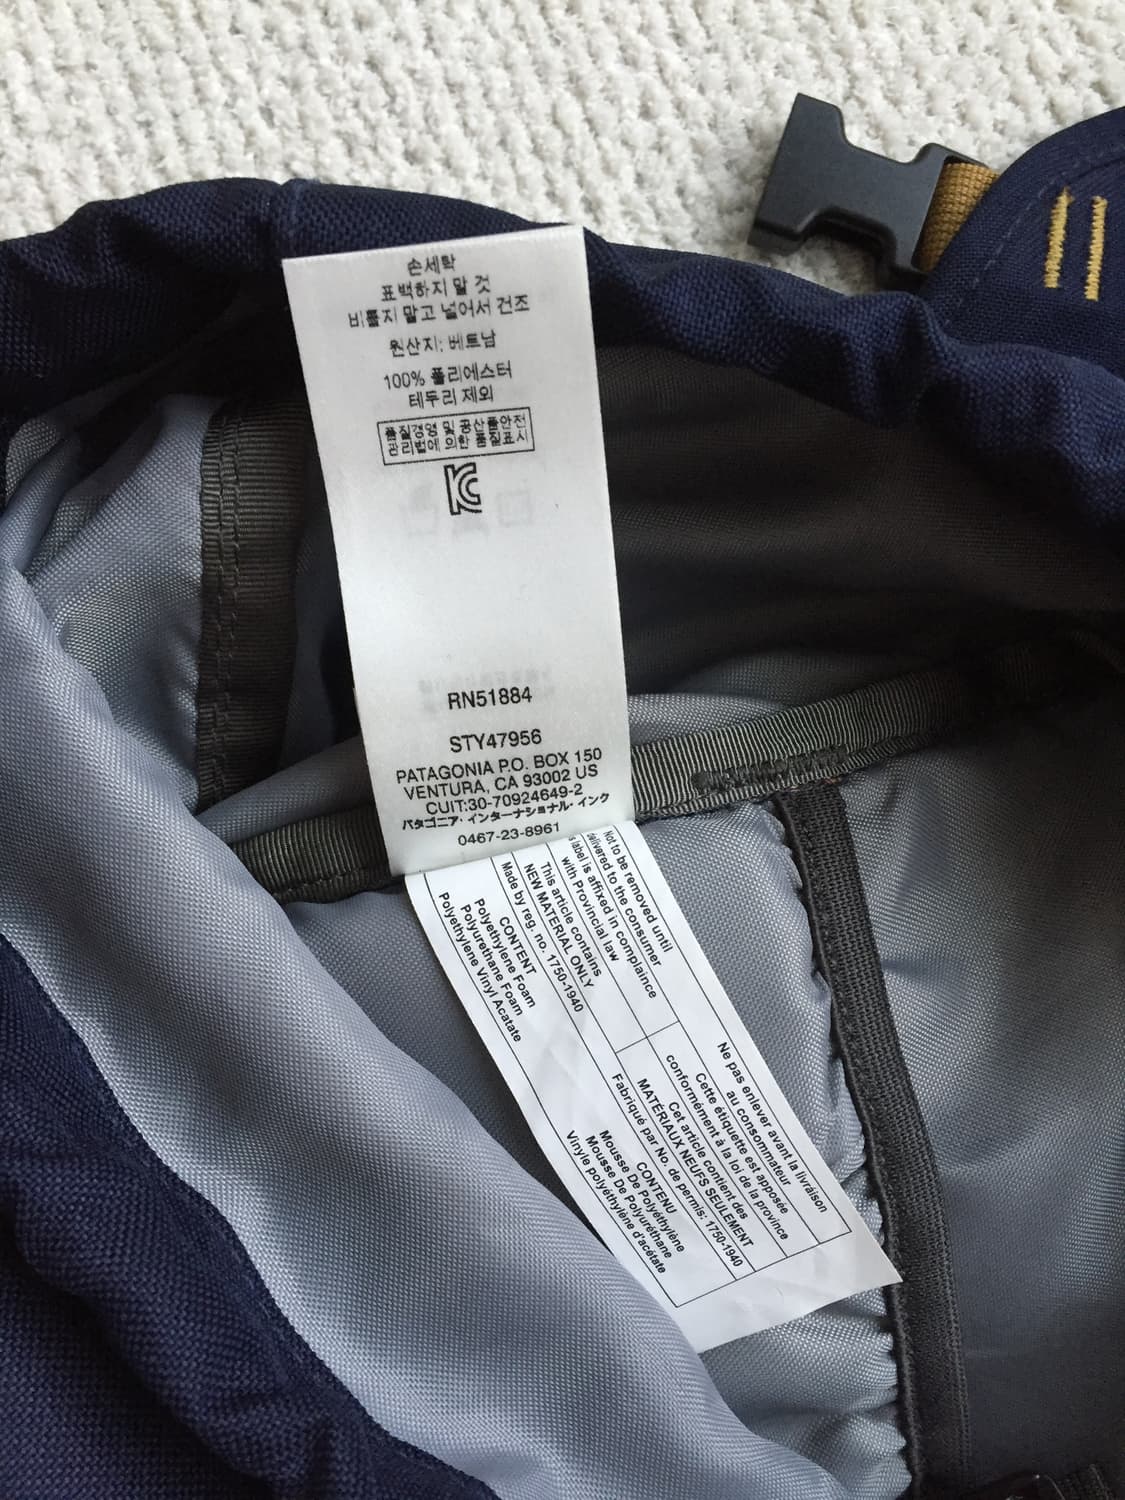 손세탁
표백하지 말 것
비틀지 말고 널어서 건조
원산지: 베트남
100% 폴리에스터
테두리 제외
품질경영 및 공산품안전
관리법에 의한 품질표시
RN51884
STY47956
PATAGONIA P.O. BOX 150
VENTURA, CA 93002 US
CUIT:30-70924649-2
パタゴニア・インターナショナル・インク
0467-23-8961
Not to be removed until
delivered to the consumer
label is affixed in complaince
with Provincial law
This article contains
NEW MATERIAL ONLY
Made by reg. no. 1750-1940
CONTENT
Polyethylene Foam
Polyurethane Foam
Polyethylene Vinyl Acatate
Ne pas enlever avant la livráison
au consommateur
Cette étiquette est apposée
conformément à la loi de la province
Cet article contient des
MATÉRIAUX NEUFS SEULEMENT
Fabriqué par No. de permis: 1750-1940
CONTENU
Mousse De Polyéthylène
Mousse De Polyuréthane
Vinyle polyéthylène d'acétate